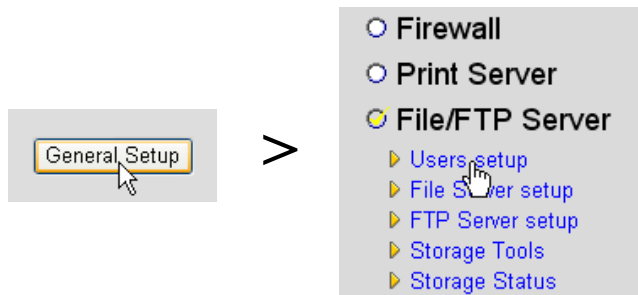 General Setup
>
Firewall
Print Server
File/FTP Server
Users setup
File Server setup
FTP Server setup
Storage Tools
Storage Status